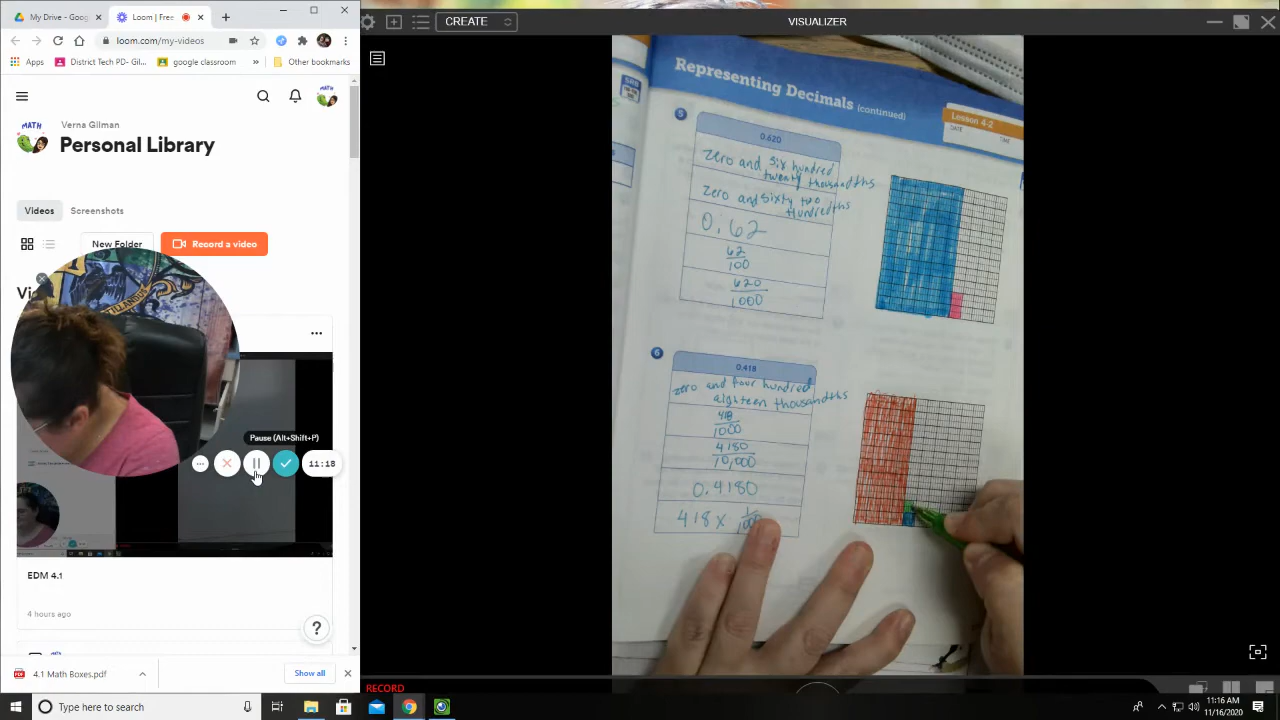 My Drive - Goog
Loom | Free
loom.com/my-videos
Apps
District Tech PD- Gil...
google classroom
»
Other bookmarks
MATH
Verna Gilman
Personal Library
Videos
Screenshots
New Folder
Record a video
Pause (Alt+Shift+P)
11:18
EDM 4.1
4 hours ago
?
4.1 Math Boxes.pdf
Show all
CREATE
VISUALIZER
SRB
Representing Decimals (continued)
Lesson 4-2
DATE
TIME
5
0.620
zero and six hundred
twenty thousandths
zero and sixty two
hundredths
0.62
62
100
620
1000
6
0.418
zero and four hundred
eighteen thousandths
418
1000
4180
10,000
0.4180
418 x 1
RECORD
Type here to search
11:16 AM
11/16/2020